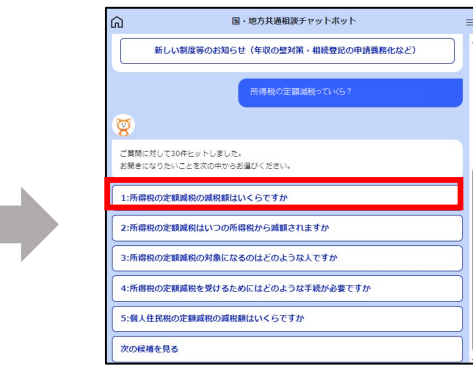 国・地方共通相談チャットボット
新しい制度等のお知らせ（年収の壁対策・相続登記の申請義務化など）
所得税の定額減税っていくら？
ご質問に対して30件ヒットしました。
お聞きになりたいことを次の中からお選びください。
1:所得税の定額減税の減税額はいくらですか
2:所得税の定額減税はいつの所得税から減額されますか
3:所得税の定額減税の対象になるのはどのような人ですか
4:所得税の定額減税を受けるためにはどのような手続が必要ですか
5:個人住民税の定額減税の減税額はいくらですか
次の候補を見る